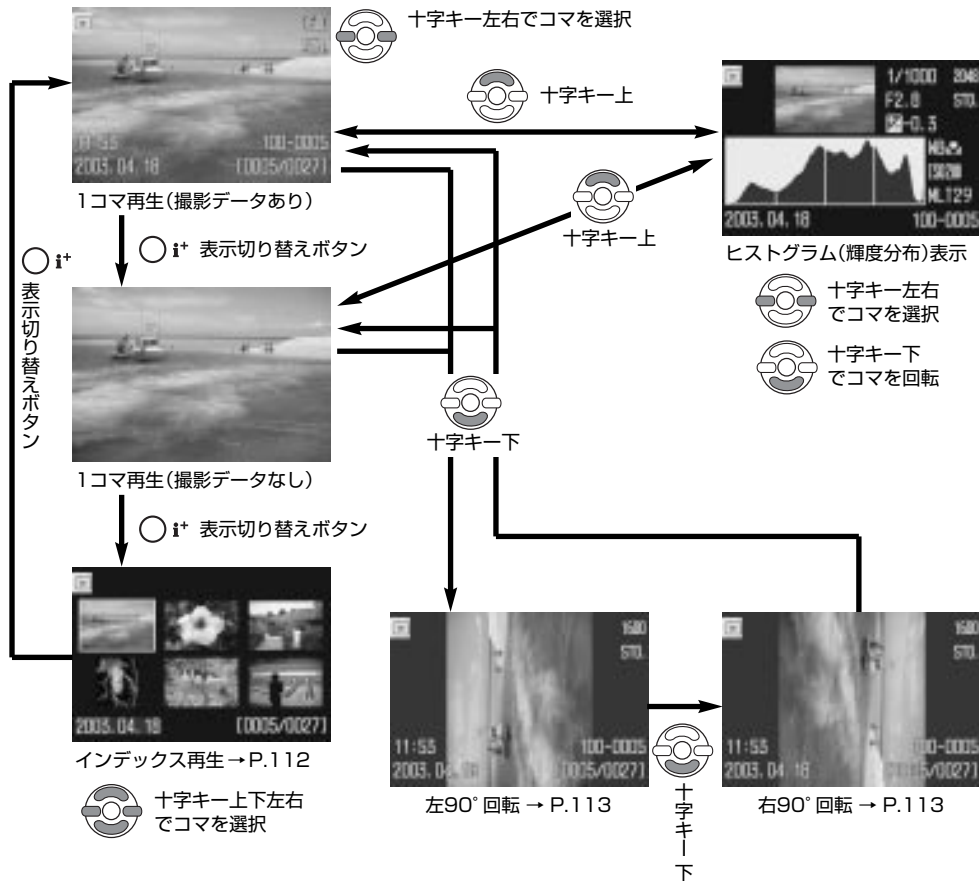 十字キー左右でコマを選択
11:55
100-0005
2003.04.18
[0005/0027]
1コマ再生(撮影データあり)
十字キー上
1/1000
2048
F2.8
STD.
-0.3
ISO200
2003.04.18
100-0005
ヒストグラム(輝度分布)表示
十字キー左右
でコマを選択
十字キー下
でコマを回転
十字キー上
i+ 表示切り替えボタン
i+
表示切り替えボタン
1コマ再生(撮影データなし)
十字キー下
i+ 表示切り替えボタン
2003.04.18
[0005/0027]
インデックス再生→P.112
十字キー上下左右
でコマを選択
1680
STD.
11:55
100-0005
2003.04.18
[0005/0027]
左90°回転 → P.113
十字キー下
1680
STD.
11:55
100-0005
2003.04.18
[0005/0027]
右90°回転 → P.113